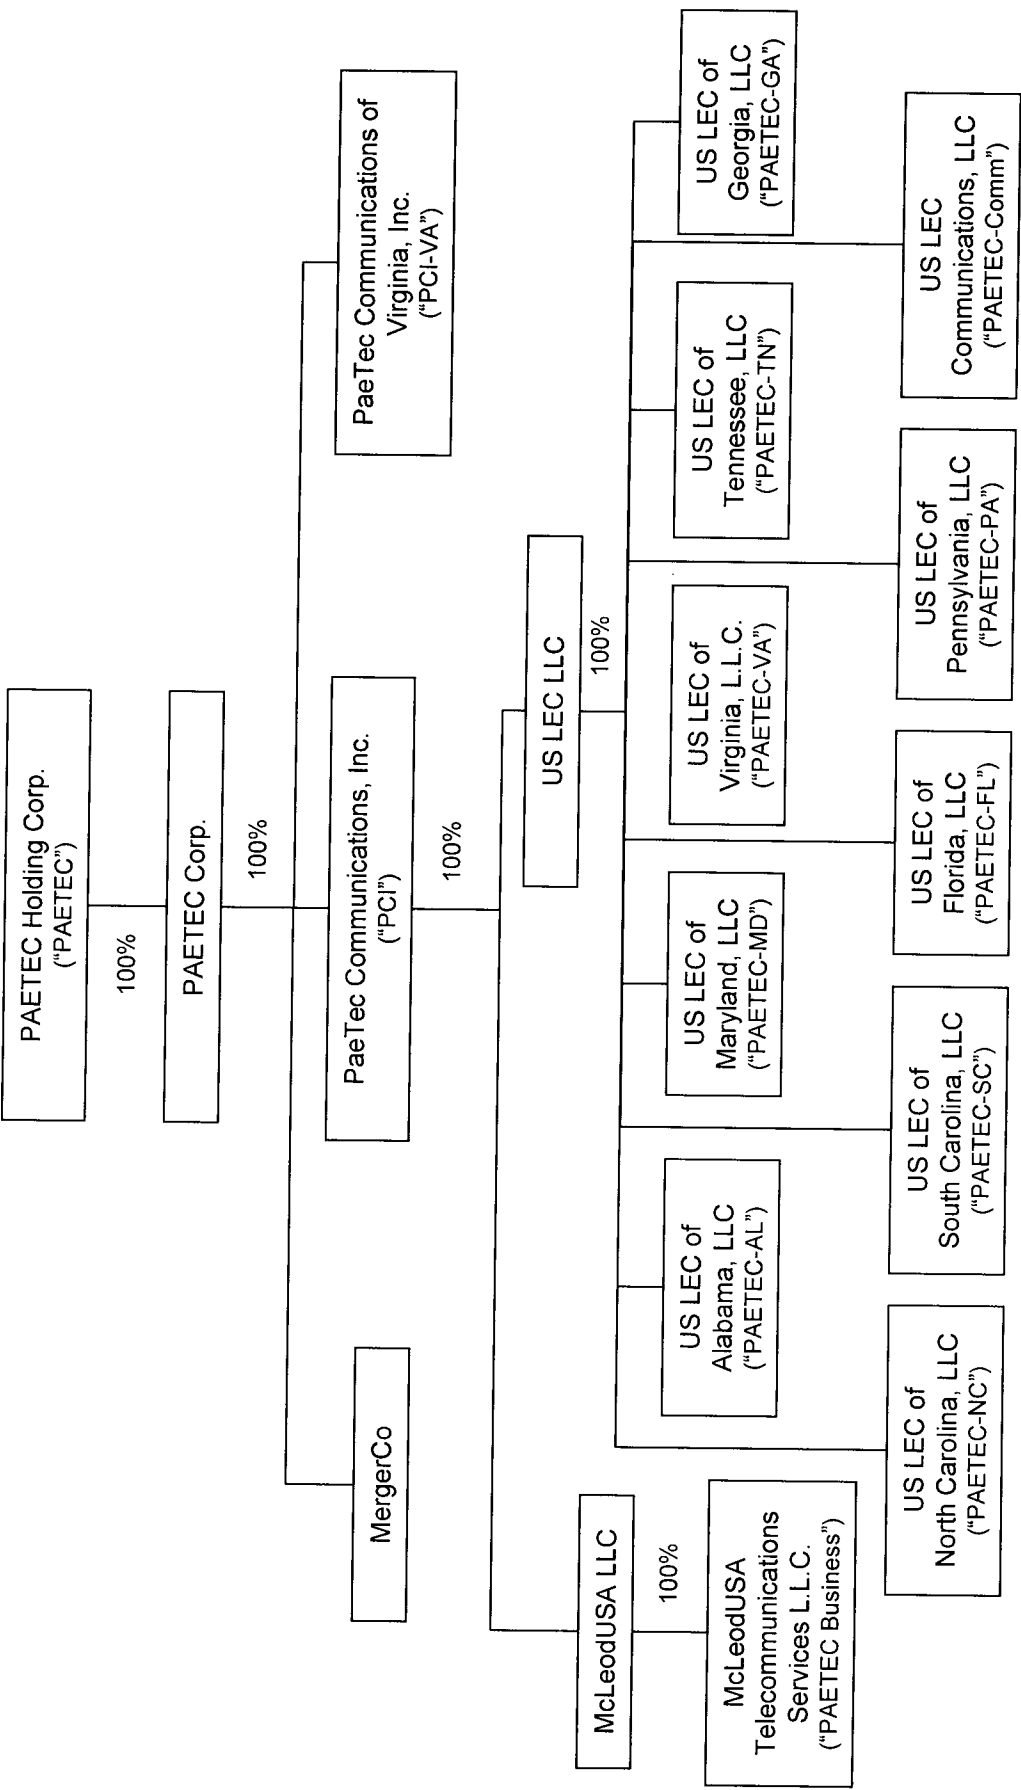 PAETEC Holding Corp.
("PAETEC")
100%
PAETEC Corp.
100%
MergerCo
PaeTec Communications, Inc.
("PCI")
PaeTec Communications of
Virginia, Inc.
("PCI-VA")
100%
McLeodUSA LLC
US LEC LLC
100%
100%
McLeodUSA
Telecommunications
Services L.L.C.
("PAETEC Business")
US LEC of
Alabama, LLC
("PAETEC-AL")
US LEC of
Maryland, LLC
("PAETEC-MD")
US LEC of
Virginia, L.L.C.
("PAETEC-VA")
US LEC of
Tennessee, LLC
("PAETEC-TN")
US LEC of
Georgia, LLC
("PAETEC-GA")
US LEC of
North Carolina, LLC
("PAETEC-NC")
US LEC of
South Carolina, LLC
("PAETEC-SC")
US LEC of
Florida, LLC
("PAETEC-FL")
US LEC of
Pennsylvania, LLC
("PAETEC-PA")
US LEC
Communications, LLC
("PAETEC-Comm")